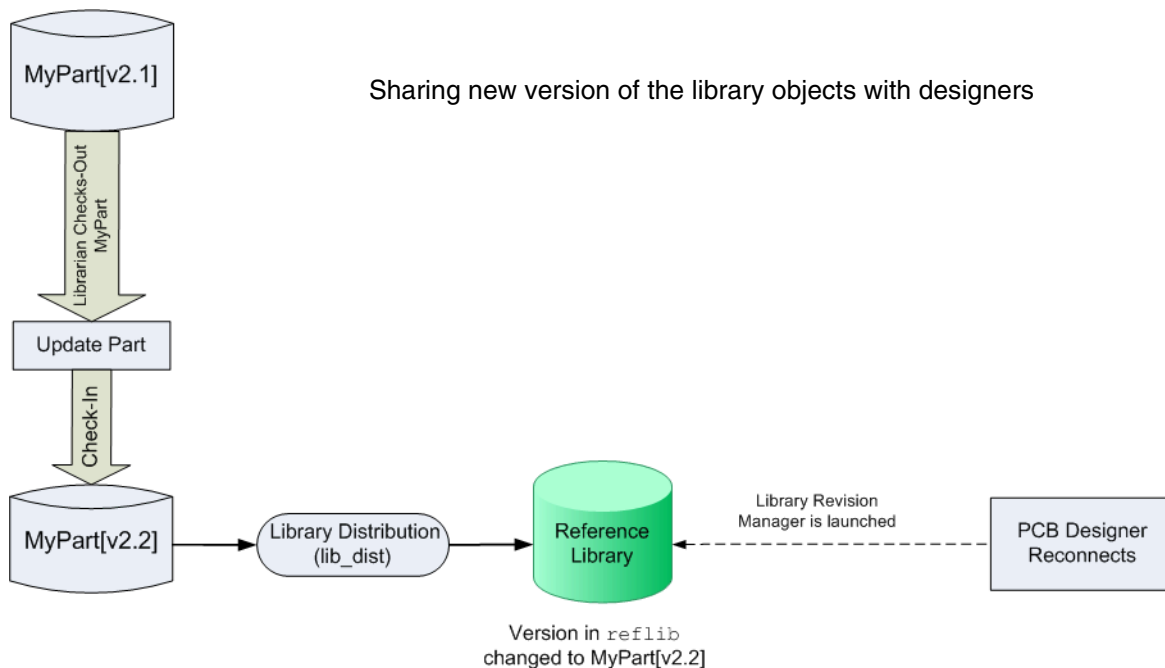 MyPart[v2.1]
Sharing new version of the library objects with designers
Librarian Checks-Out
MyPart
Update Part
Check-In
MyPart[v2.2]
Library Distribution
(lib_dist)
Reference
Library
Library Revision
Manager is launched
PCB Designer
Reconnects
Version in reflib
changed to MyPart[v2.2]